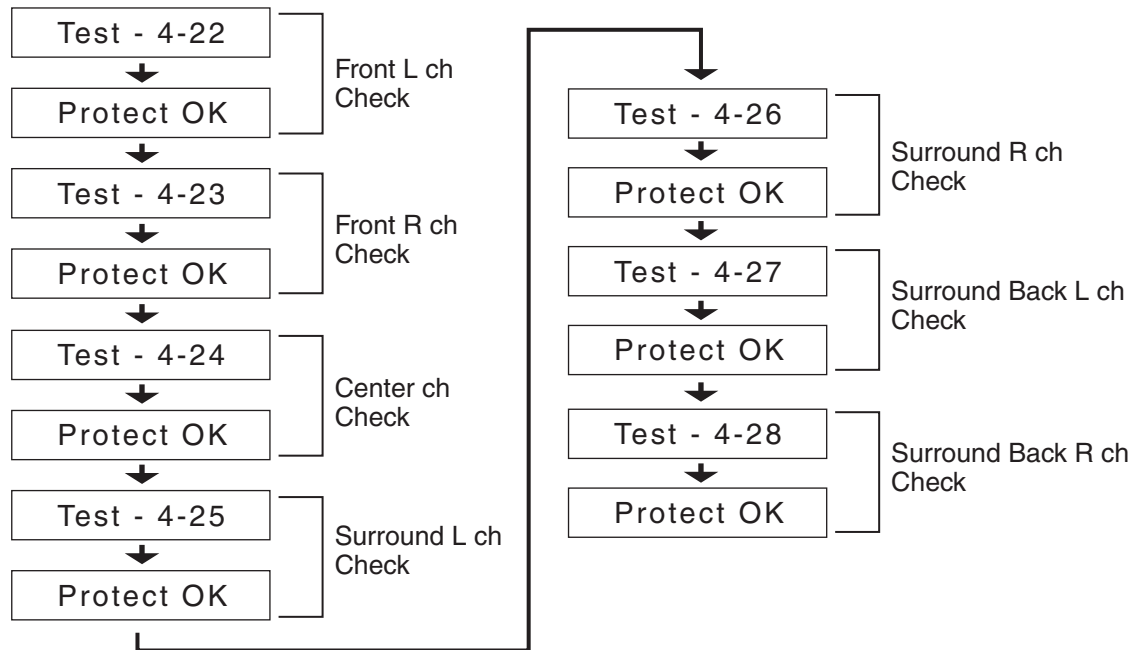 Test - 4-22
Protect OK
Front L ch
Check
Test - 4-23
Protect OK
Front R ch
Check
Test - 4-24
Protect OK
Center ch
Check
Test - 4-25
Protect OK
Surround L ch
Check
Test - 4-26
Protect OK
Surround R ch
Check
Test - 4-27
Protect OK
Surround Back L ch
Check
Test - 4-28
Protect OK
Surround Back R ch
Check